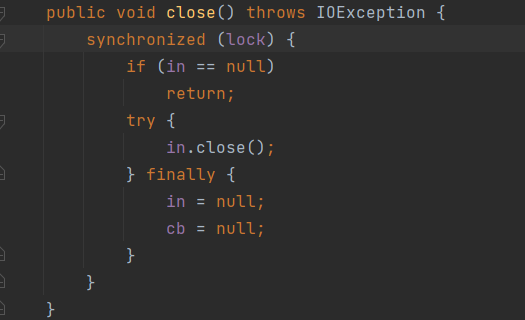 public void close() throws IOException {
    synchronized (lock) {
        if (in == null)
            return;
        try {
            in.close();
        } finally {
            in = null;
            cb = null;
        }
    }
}